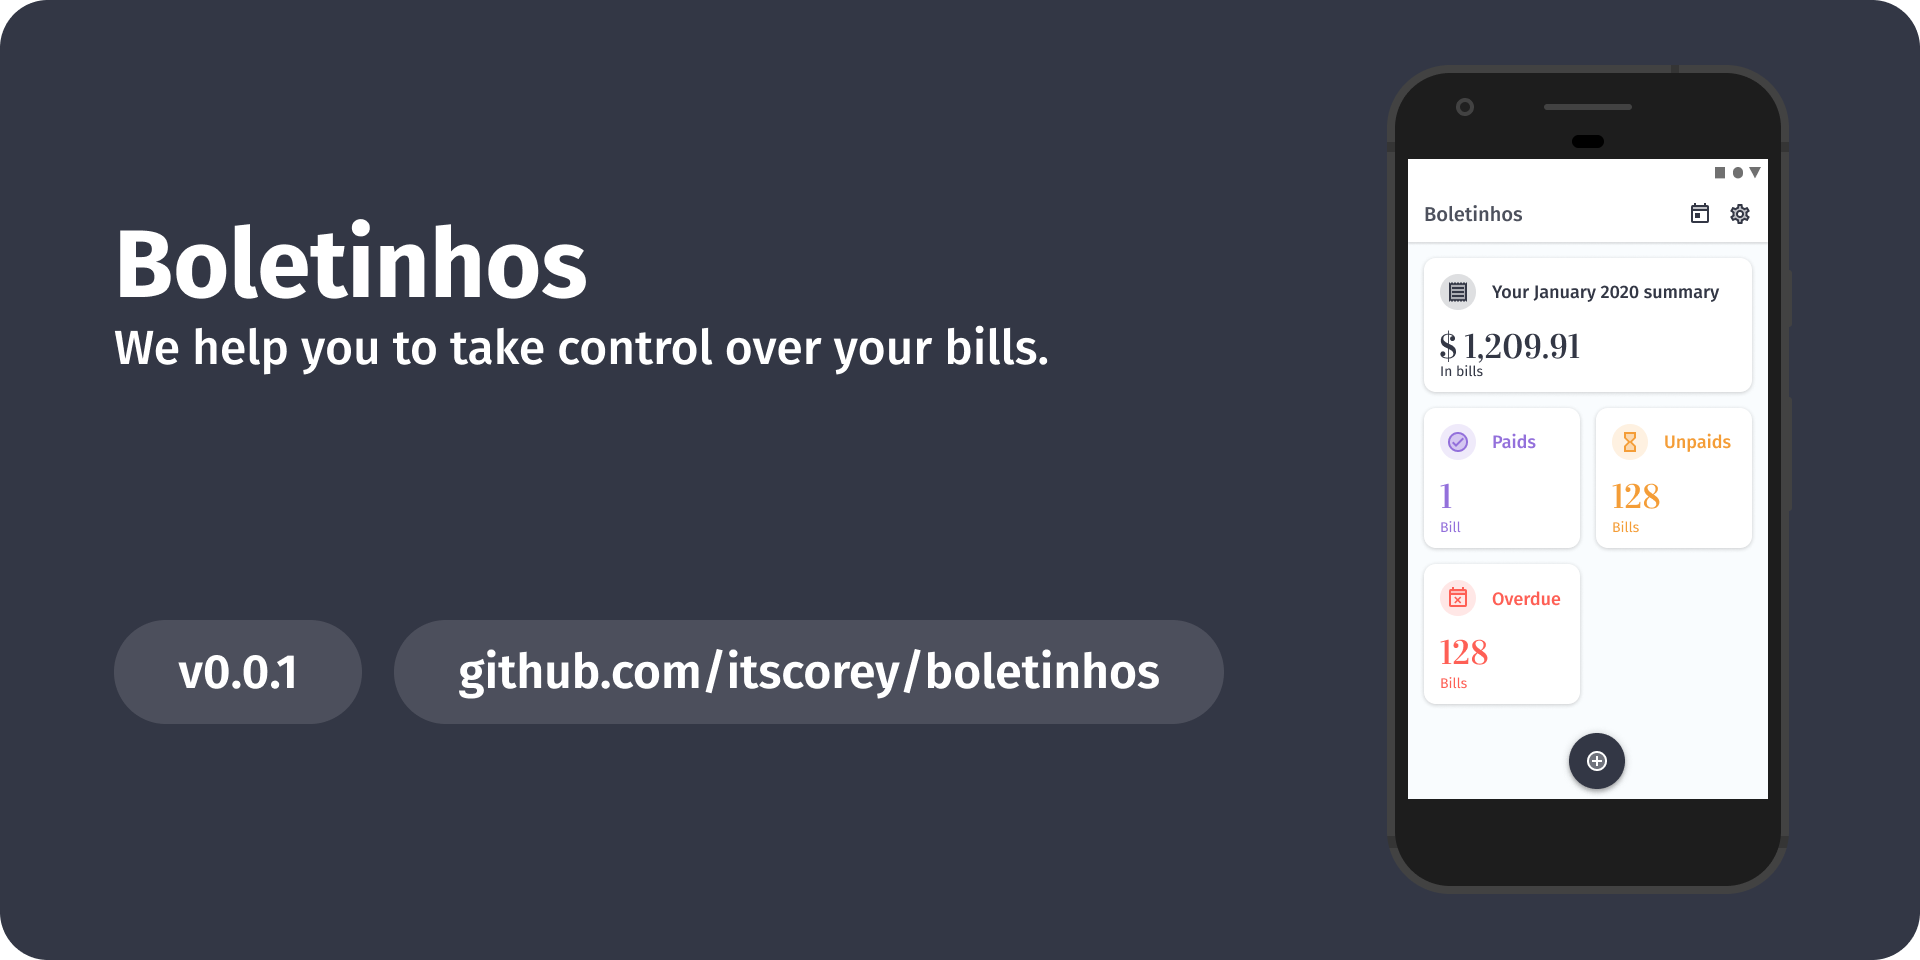 Boletinhos
We help you to take control over your bills.
v0.0.1
github.com/itscorey/boletinhos
Boletinhos
Your January 2020 summary
$ 1,209.91
In bills
Paids
1
Bill
Unpaids
128
Bills
Overdue
128
Bills